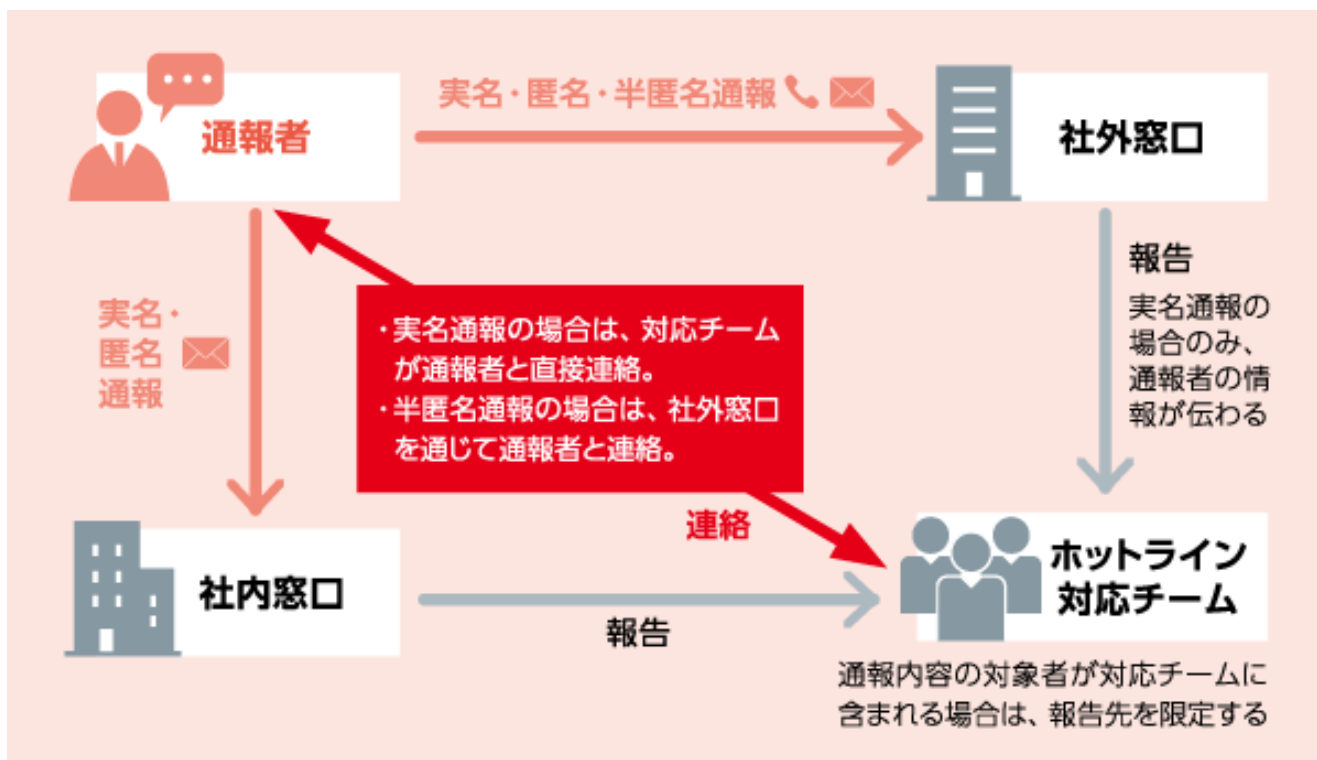 通報者
実名・匿名・半匿名通報
社外窓口
報告
実名通報の
場合のみ、
通報者の情
報が伝わる
実名・
匿名
通報
・実名通報の場合は、対応チーム
が通報者と直接連絡。
・半匿名通報の場合は、社外窓口
を通じて通報者と連絡。
連絡
社内窓口
報告
ホットライン
対応チーム
通報内容の対象者が対応チームに
含まれる場合は、報告先を限定する